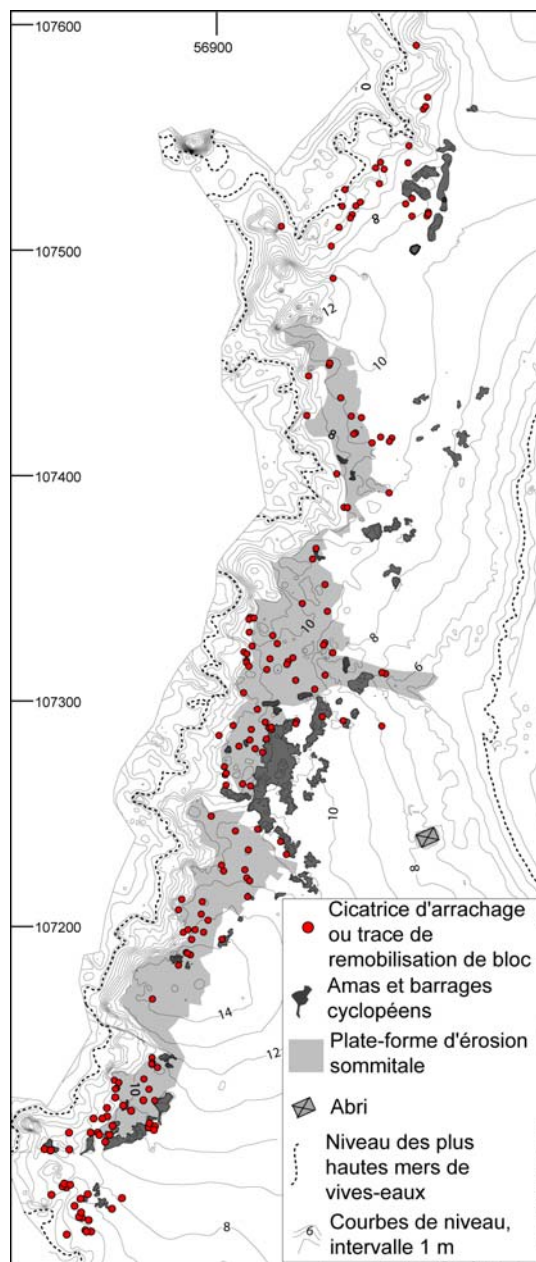 107600
56900
0
8
107500
12
10
8
107400
10
8
6
107300
10
8
107200
14
12
10
8
Cicatrice d'arrachage
ou trace de
remobilisation de bloc
Amas et barrages
cyclopéens
Plate-forme d'érosion
sommitale
Abri
Niveau des plus
hautes mers de
vives-eaux
6
Courbes de niveau,
intervalle 1 m